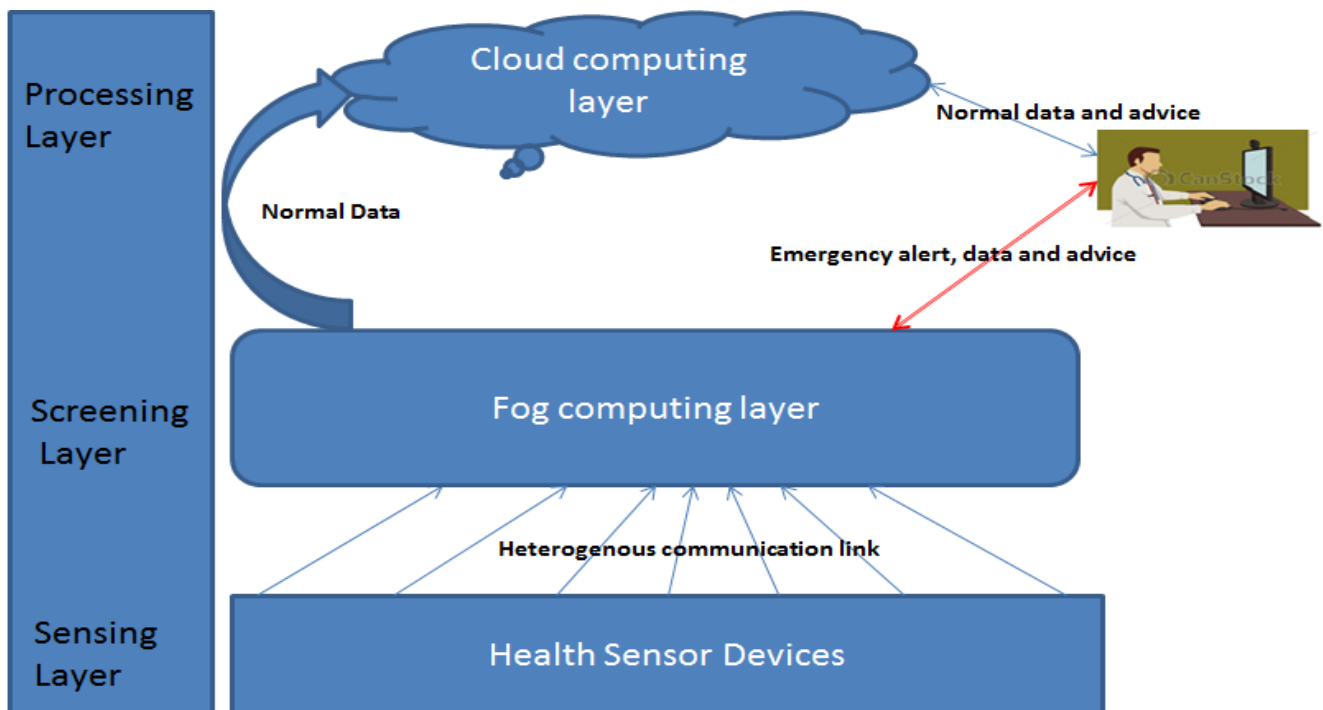 Processing
Layer
Cloud computing
layer
Normal data and advice
CanStock
Normal Data
Emergency alert, data and advice
Screening
Layer
Fog computing layer
Heterogenous communication link
Sensing
Layer
Health Sensor Devices